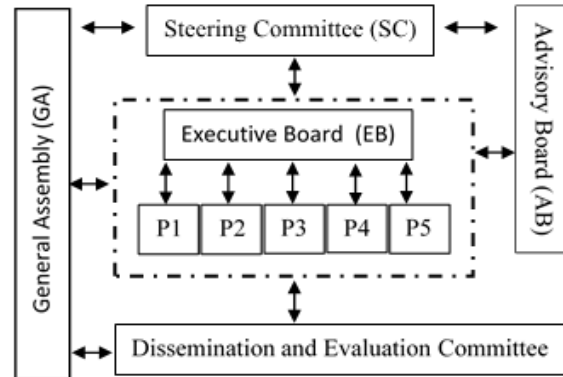 Steering Committee (SC)
General Assembly (GA)
Advisory
Board (AB)
Executive Board (EB)
P1 P2 P3 P4 P5
Dissemination and Evaluation Committee